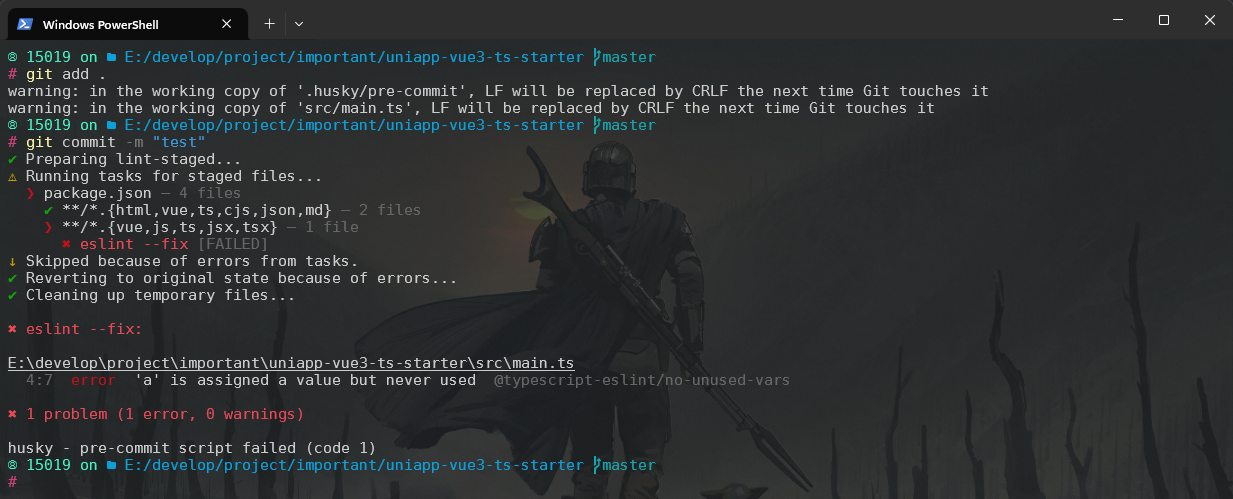 Windows PowerShell
15019 on E:/develop/project/important/uniapp-vue3-ts-starter master
# git add .
warning: in the working copy of '.husky/pre-commit', LF will be replaced by CRLF the next time Git touches it
warning: in the working copy of 'src/main.ts', LF will be replaced by CRLF the next time Git touches it
15019 on E:/develop/project/important/uniapp-vue3-ts-starter master
# git commit -m "test"
✔ Preparing lint-staged...
⚠ Running tasks for staged files...
❯ package.json — 4 files
✔ **/*.{html,vue,ts,cjs,json,md} — 2 files
❯ **/*.{vue,js,ts,jsx,tsx} — 1 file
✖ eslint --fix [FAILED]
↓ Skipped because of errors from tasks.
✔ Reverting to original state because of errors...
✔ Cleaning up temporary files...
✖ eslint --fix:
E:\develop\project\important\uniapp-vue3-ts-starter\src\main.ts
4:7 error 'a' is assigned a value but never used @typescript-eslint/no-unused-vars
✖ 1 problem (1 error, 0 warnings)
husky - pre-commit script failed (code 1)
15019 on E:/develop/project/important/uniapp-vue3-ts-starter master
#